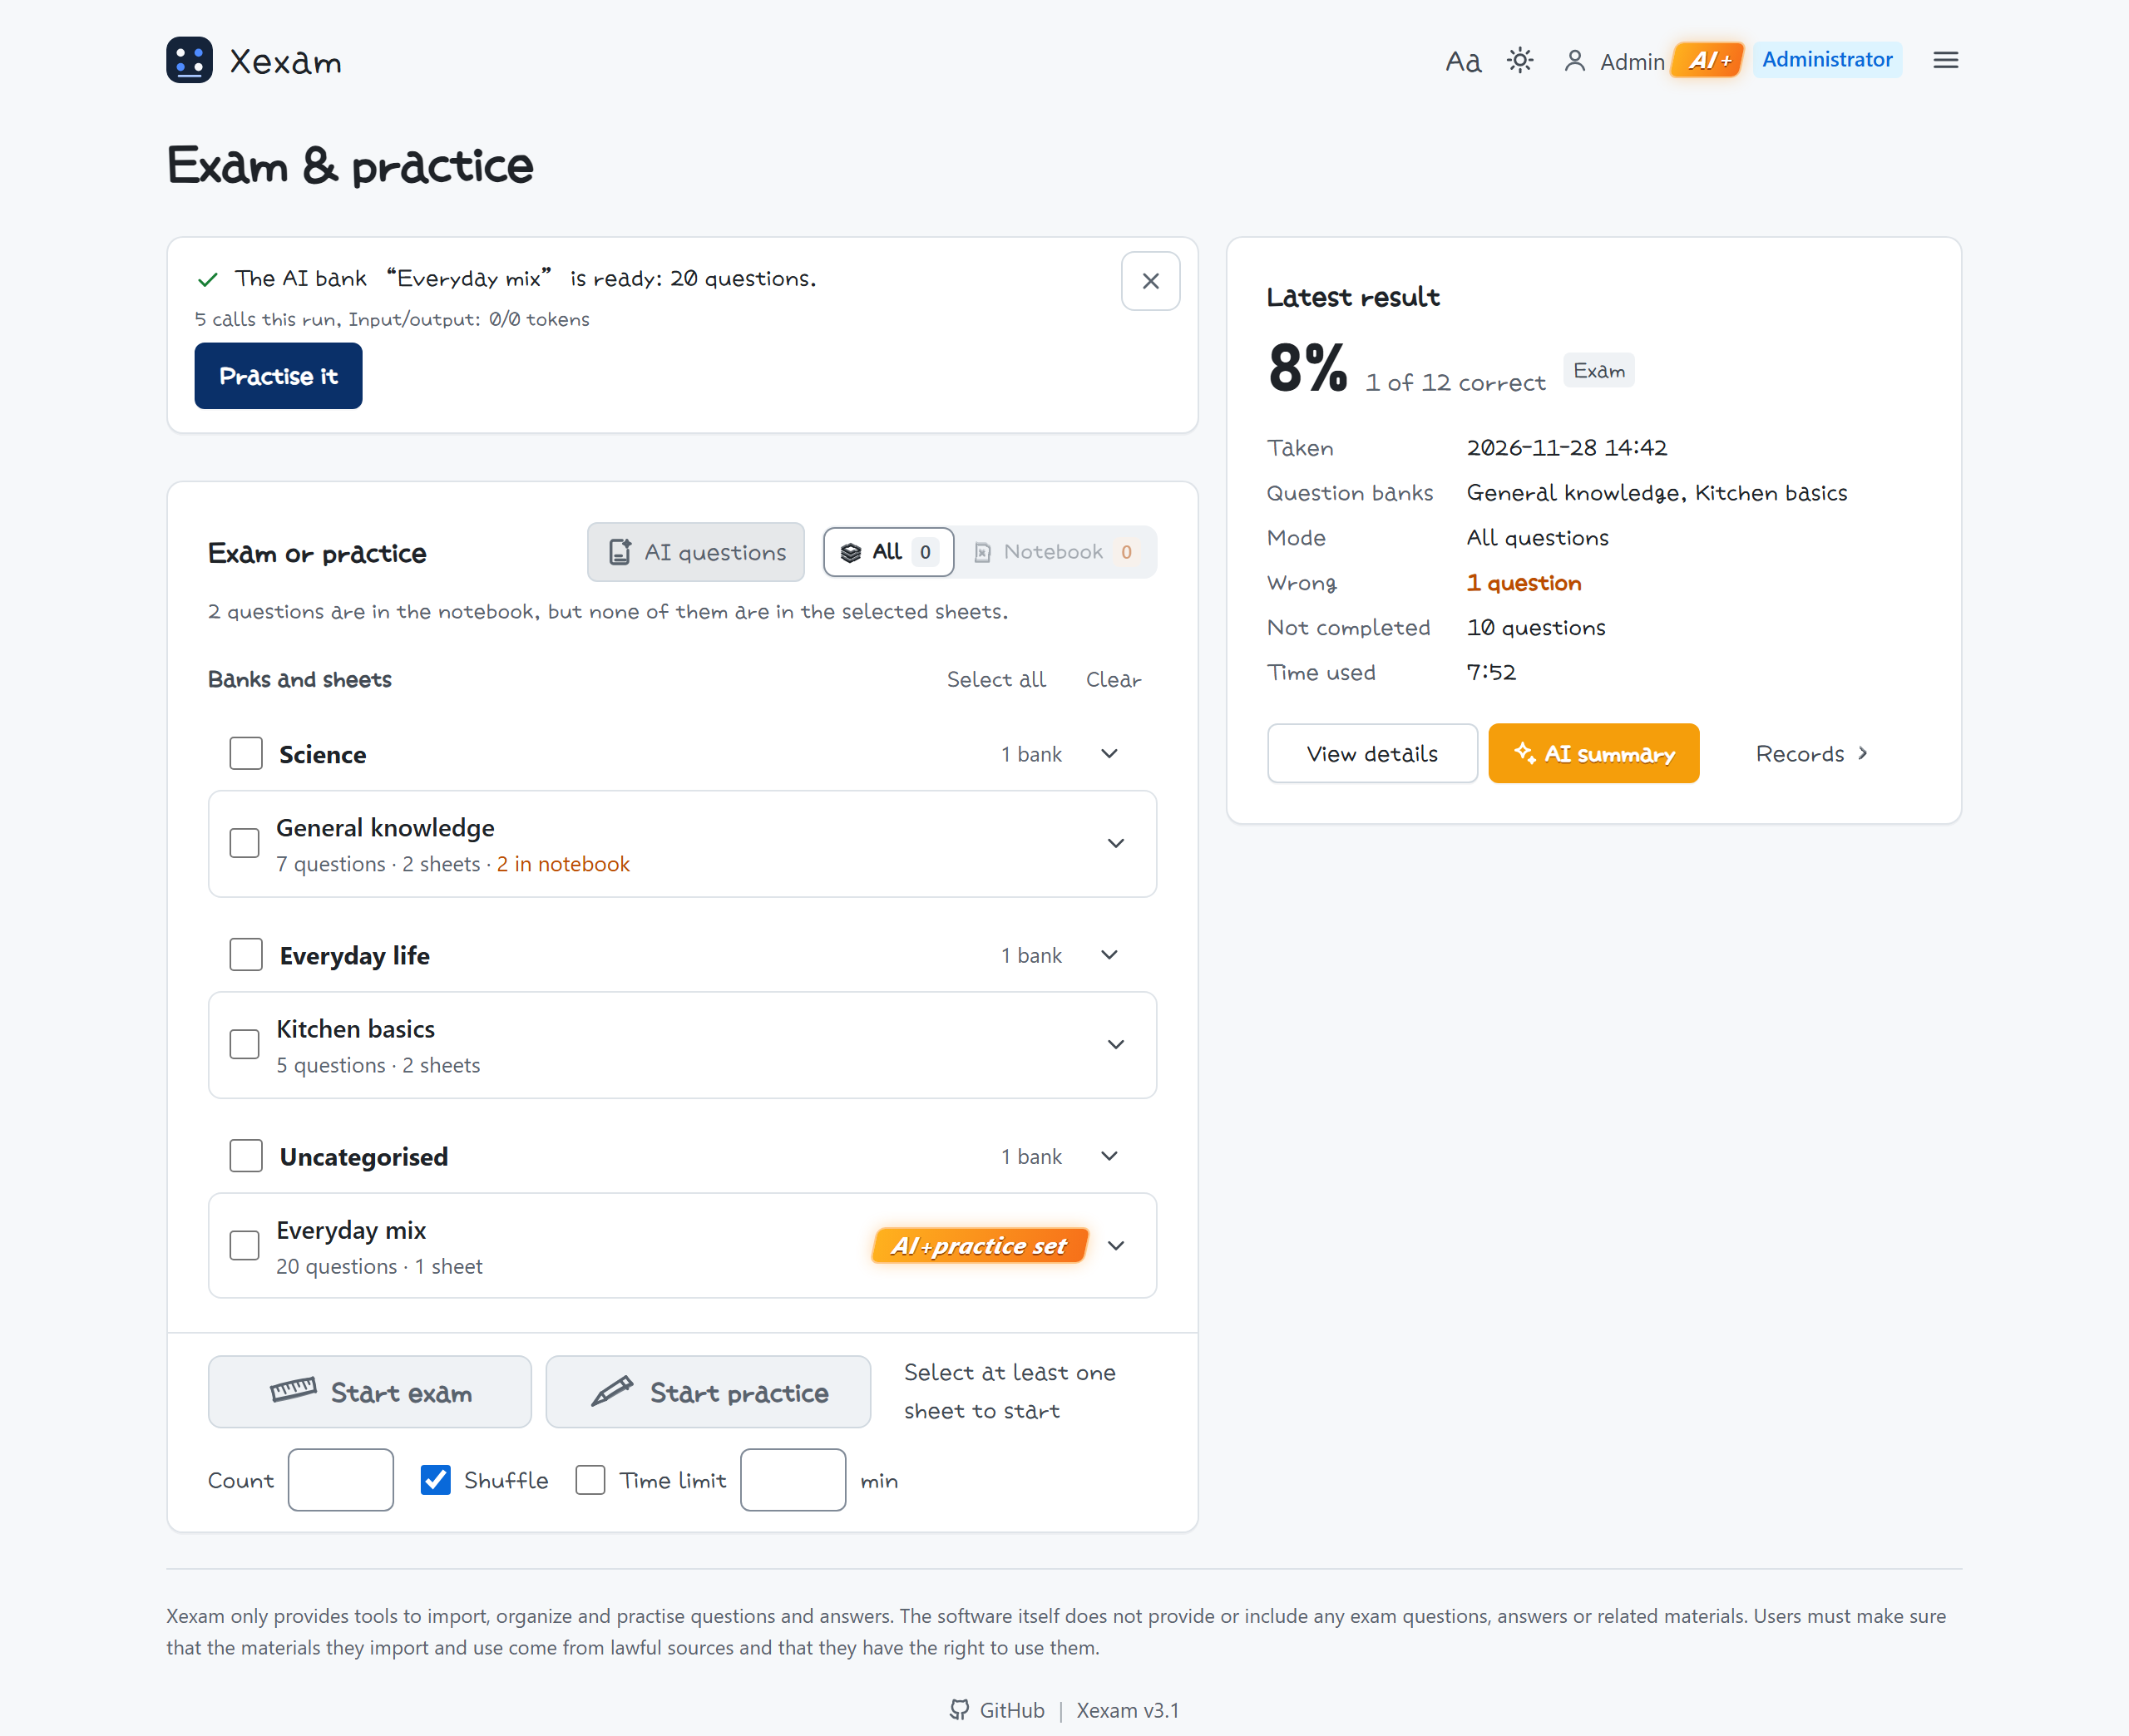 Xexam
Aa
Admin AI+ Administrator
Exam & practice
The AI bank “Everyday mix” is ready: 20 questions.
5 calls this run, Input/output: 0/0 tokens
Practise it
Exam or practice
AI questions
All 0
Notebook 0
2 questions are in the notebook, but none of them are in the selected sheets.
Banks and sheets
Select all
Clear
Science
1 bank
General knowledge
7 questions · 2 sheets · 2 in notebook
Everyday life
1 bank
Kitchen basics
5 questions · 2 sheets
Uncategorised
1 bank
Everyday mix
20 questions · 1 sheet
AI+practice set
Start exam
Start practice
Select at least one
sheet to start
Count
Shuffle
Time limit
min
Latest result
8% 1 of 12 correct Exam
Taken 2026-11-28 14:42
Question banks General knowledge, Kitchen basics
Mode All questions
Wrong 1 question
Not completed 10 questions
Time used 7:52
View details
AI summary
Records
Xexam only provides tools to import, organize and practise questions and answers. The software itself does not provide or include any exam questions, answers or related materials. Users must make sure
that the materials they import and use come from lawful sources and that they have the right to use them.
GitHub | Xexam v3.1